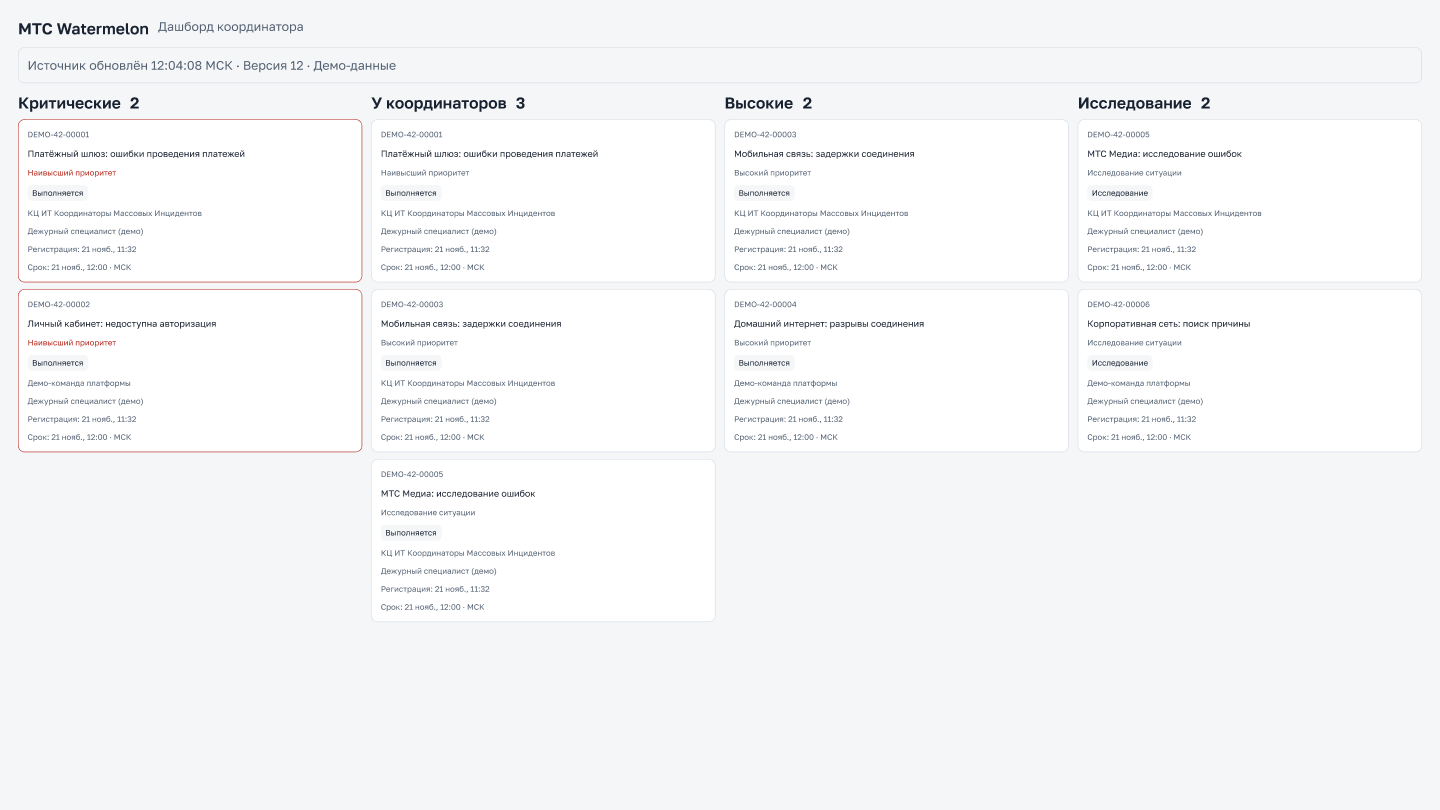 МТС Watermelon Дашборд координатора
Источник обновлён 12:04:08 МСК · Версия 12 · Демо-данные
Критические 2
DEMO-42-00001
Платёжный шлюз: ошибки проведения платежей
Наивысший приоритет
Выполняется
КЦ ИТ Координаторы Массовых Инцидентов
Дежурный специалист (демо)
Регистрация: 21 нояб., 11:32
Срок: 21 нояб., 12:00 · МСК
DEMO-42-00002
Личный кабинет: недоступна авторизация
Наивысший приоритет
Выполняется
Демо-команда платформы
Дежурный специалист (демо)
Регистрация: 21 нояб., 11:32
Срок: 21 нояб., 12:00 · МСК
У координаторов 3
DEMO-42-00001
Платёжный шлюз: ошибки проведения платежей
Наивысший приоритет
Выполняется
КЦ ИТ Координаторы Массовых Инцидентов
Дежурный специалист (демо)
Регистрация: 21 нояб., 11:32
Срок: 21 нояб., 12:00 · МСК
DEMO-42-00003
Мобильная связь: задержки соединения
Высокий приоритет
Выполняется
КЦ ИТ Координаторы Массовых Инцидентов
Дежурный специалист (демо)
Регистрация: 21 нояб., 11:32
Срок: 21 нояб., 12:00 · МСК
DEMO-42-00005
МТС Медиа: исследование ошибок
Исследование ситуации
Выполняется
КЦ ИТ Координаторы Массовых Инцидентов
Дежурный специалист (демо)
Регистрация: 21 нояб., 11:32
Срок: 21 нояб., 12:00 · МСК
Высокие 2
DEMO-42-00003
Мобильная связь: задержки соединения
Высокий приоритет
Выполняется
КЦ ИТ Координаторы Массовых Инцидентов
Дежурный специалист (демо)
Регистрация: 21 нояб., 11:32
Срок: 21 нояб., 12:00 · МСК
DEMO-42-00004
Домашний интернет: разрывы соединения
Высокий приоритет
Выполняется
Демо-команда платформы
Дежурный специалист (демо)
Регистрация: 21 нояб., 11:32
Срок: 21 нояб., 12:00 · МСК
Исследование 2
DEMO-42-00005
МТС Медиа: исследование ошибок
Исследование ситуации
Исследование
КЦ ИТ Координаторы Массовых Инцидентов
Дежурный специалист (демо)
Регистрация: 21 нояб., 11:32
Срок: 21 нояб., 12:00 · МСК
DEMO-42-00006
Корпоративная сеть: поиск причины
Исследование ситуации
Исследование
Демо-команда платформы
Дежурный специалист (демо)
Регистрация: 21 нояб., 11:32
Срок: 21 нояб., 12:00 · МСК